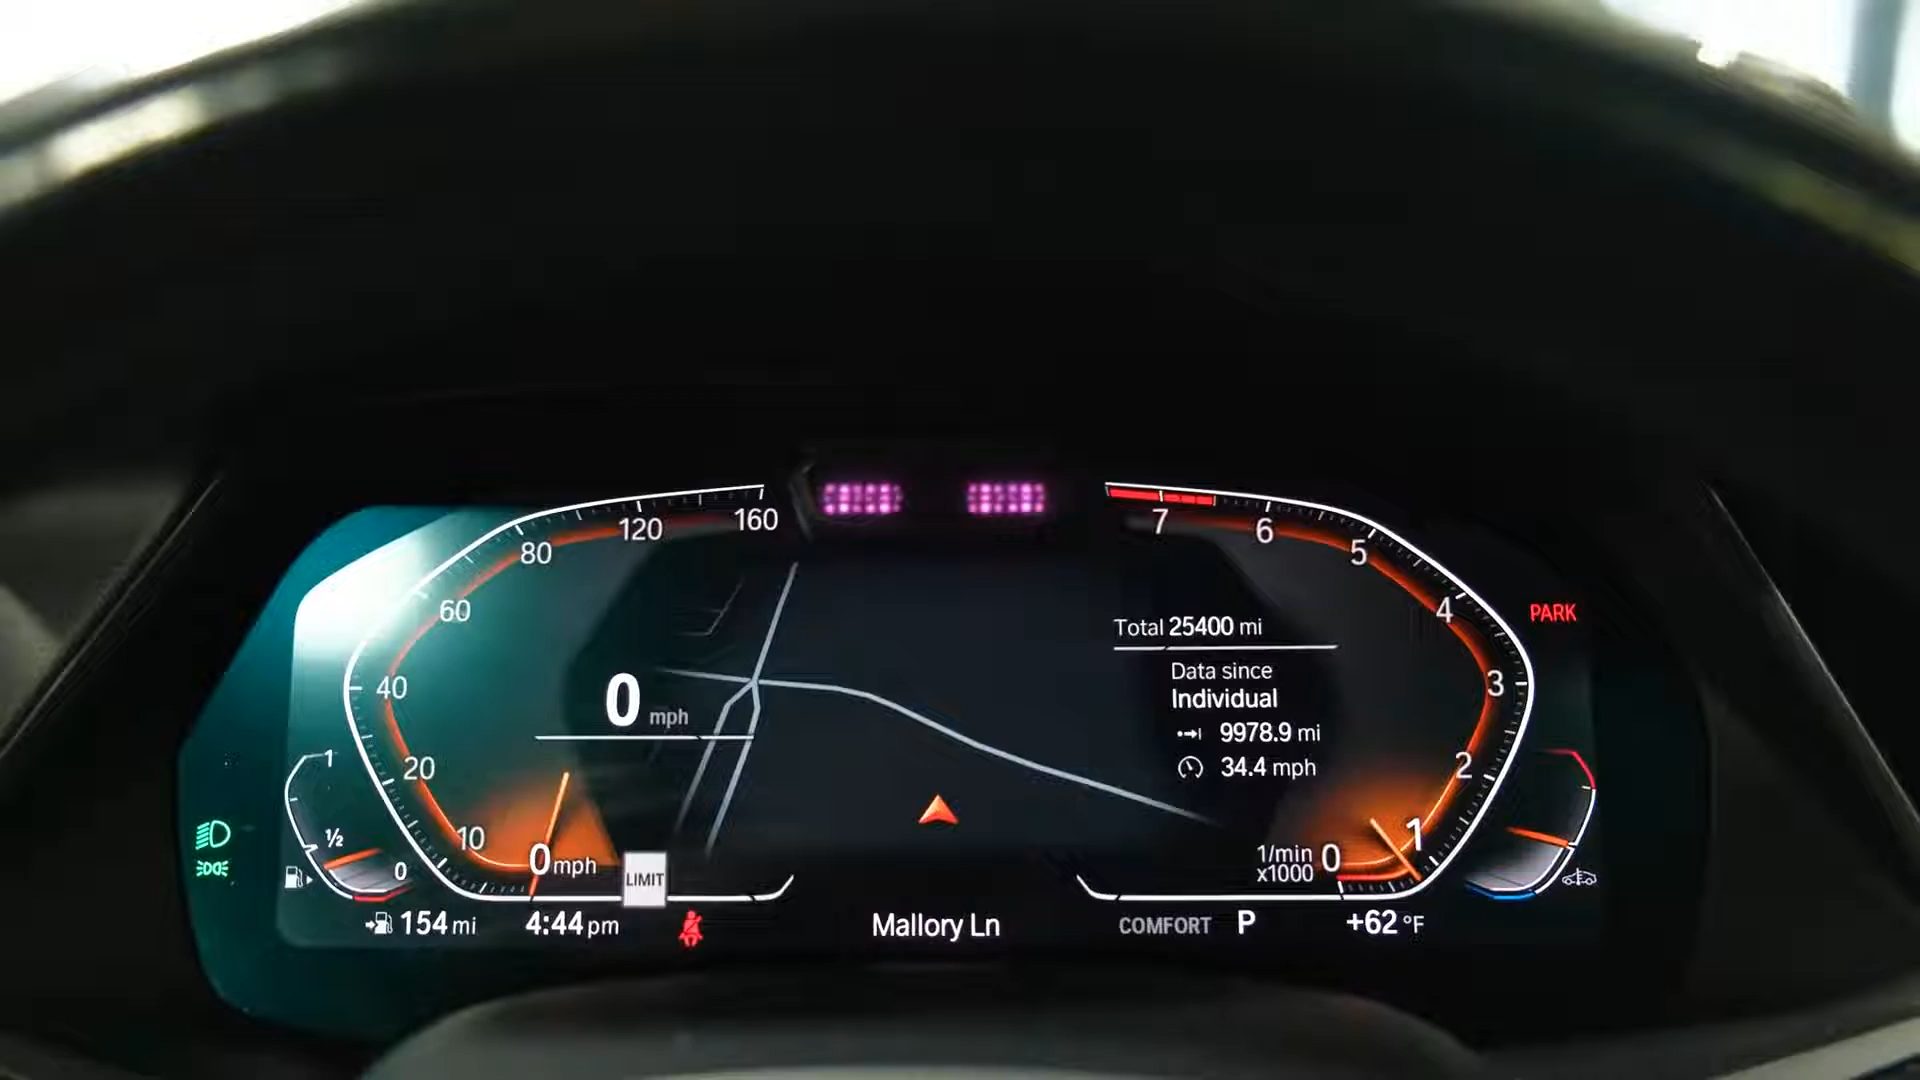 160
120
80
60
40
20
10
0 mph
0 mph
LIMIT
1
½
0
154 mi
4:44 pm
Mallory Ln
7
6
5
4
3
2
1
0
1/min
x1000
Total 25400 mi
Data since
Individual
9978.9 mi
34.4 mph
PARK
COMFORT P
+62 °F